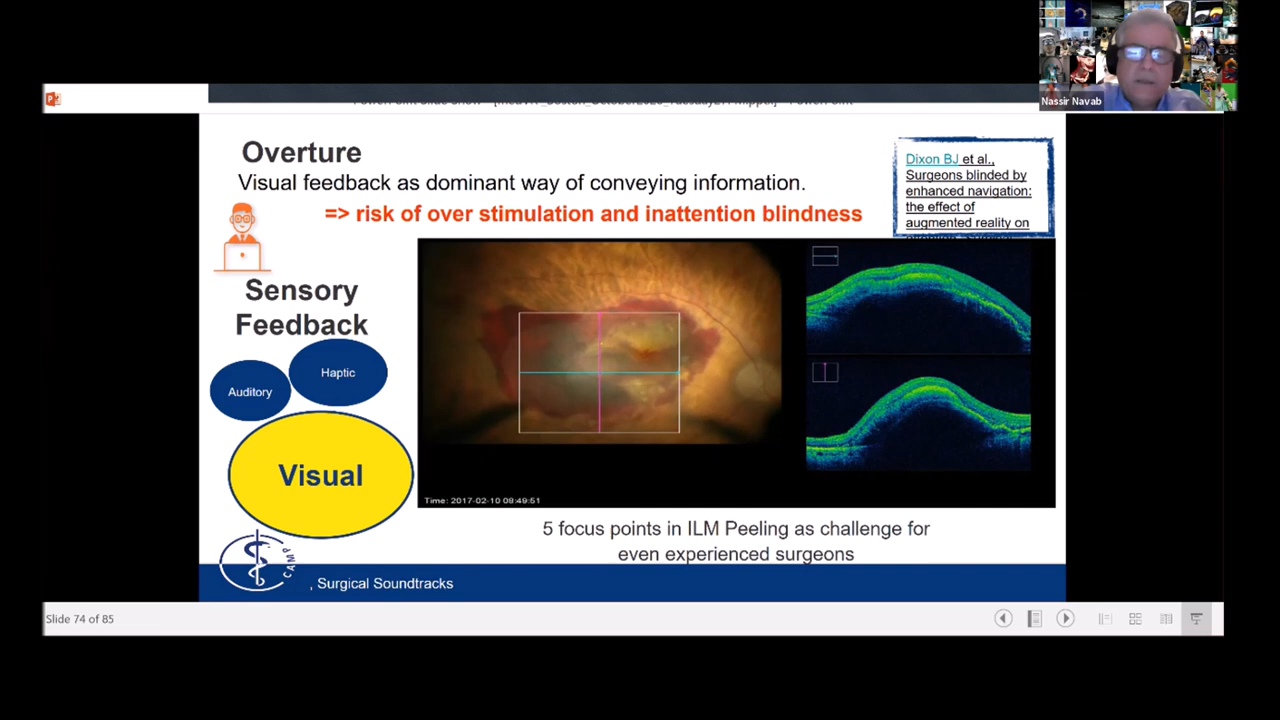 Nassir Navab
Overture
Visual feedback as dominant way of conveying information.
=> risk of over stimulation and inattention blindness
Dixon BJ et al.,
Surgeons blinded by
enhanced navigation:
the effect of
augmented reality on
Sensory
Feedback
Auditory
Haptic
Visual
Time: 2017-02-10 08:49:51
5 focus points in ILM Peeling as challenge for
even experienced surgeons
CAMP
, Surgical Soundtracks
Slide 74 of 85